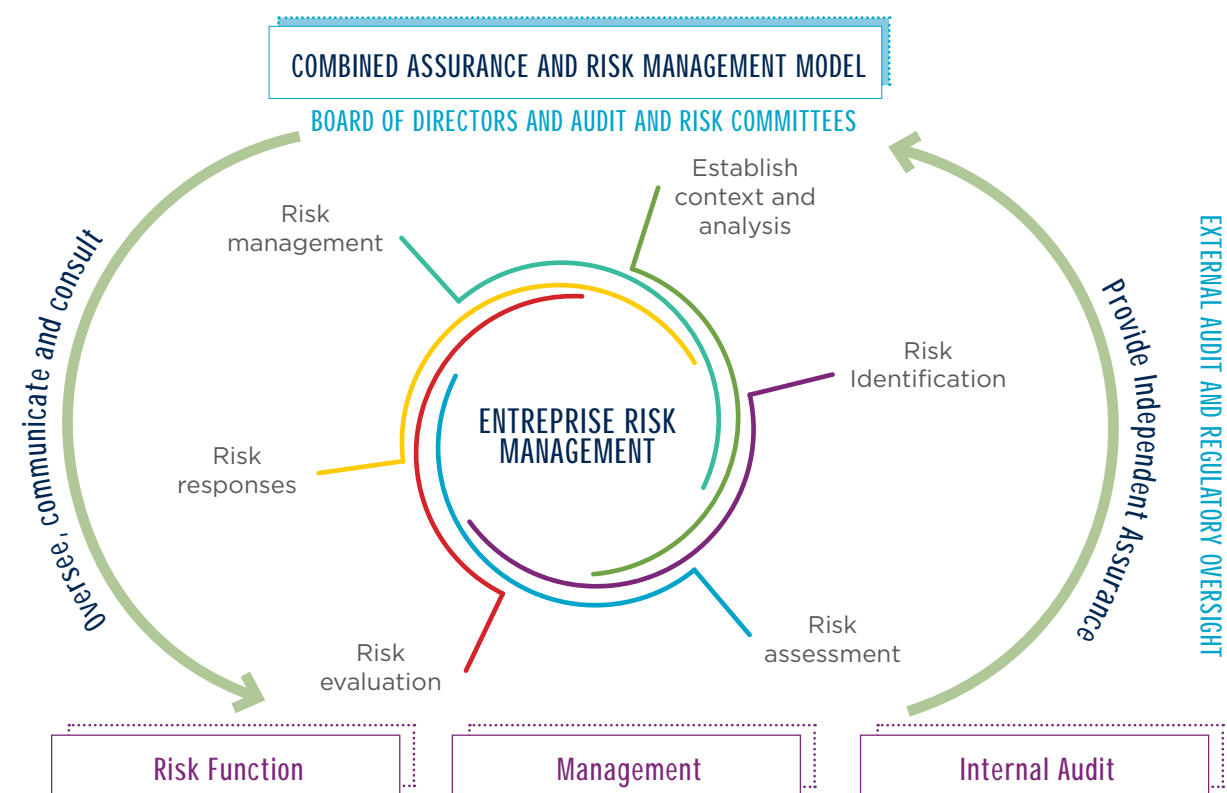 COMBINED ASSURANCE AND RISK MANAGEMENT MODEL
BOARD OF DIRECTORS AND AUDIT AND RISK COMMITTEES
Establish
context and
analysis
Risk
management
Oversee, communicate and consult
Provide Independent Assurance
EXTERNAL AUDIT AND REGULATORY OVERSIGHT
Risk
Identification
ENTREPRISE RISK
MANAGEMENT
Risk
responses
Risk
assessment
Risk
evaluation
Risk Function
Management
Internal Audit